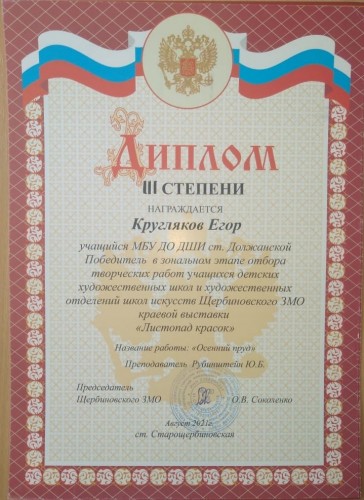 Диплом
III СТЕПЕНИ
НАГРАЖДАЕТСЯ
Кругляков Егор
учащийся МБУ ДО ДШИ ст. Должанской
Победитель в зональном этапе отбора
творческих работ учащихся детских
художественных школ и художественных
отделений школ искусств Щербиновского ЗМО
краевой выставки
«Листопад красок»
Название работы: «Осенний пруд»
Преподаватель Рубинштейн Ю.Б.
Председатель
Щербиновского ЗМО О.В. Соколенко
Август 2021г.
ст. Старощербиновская